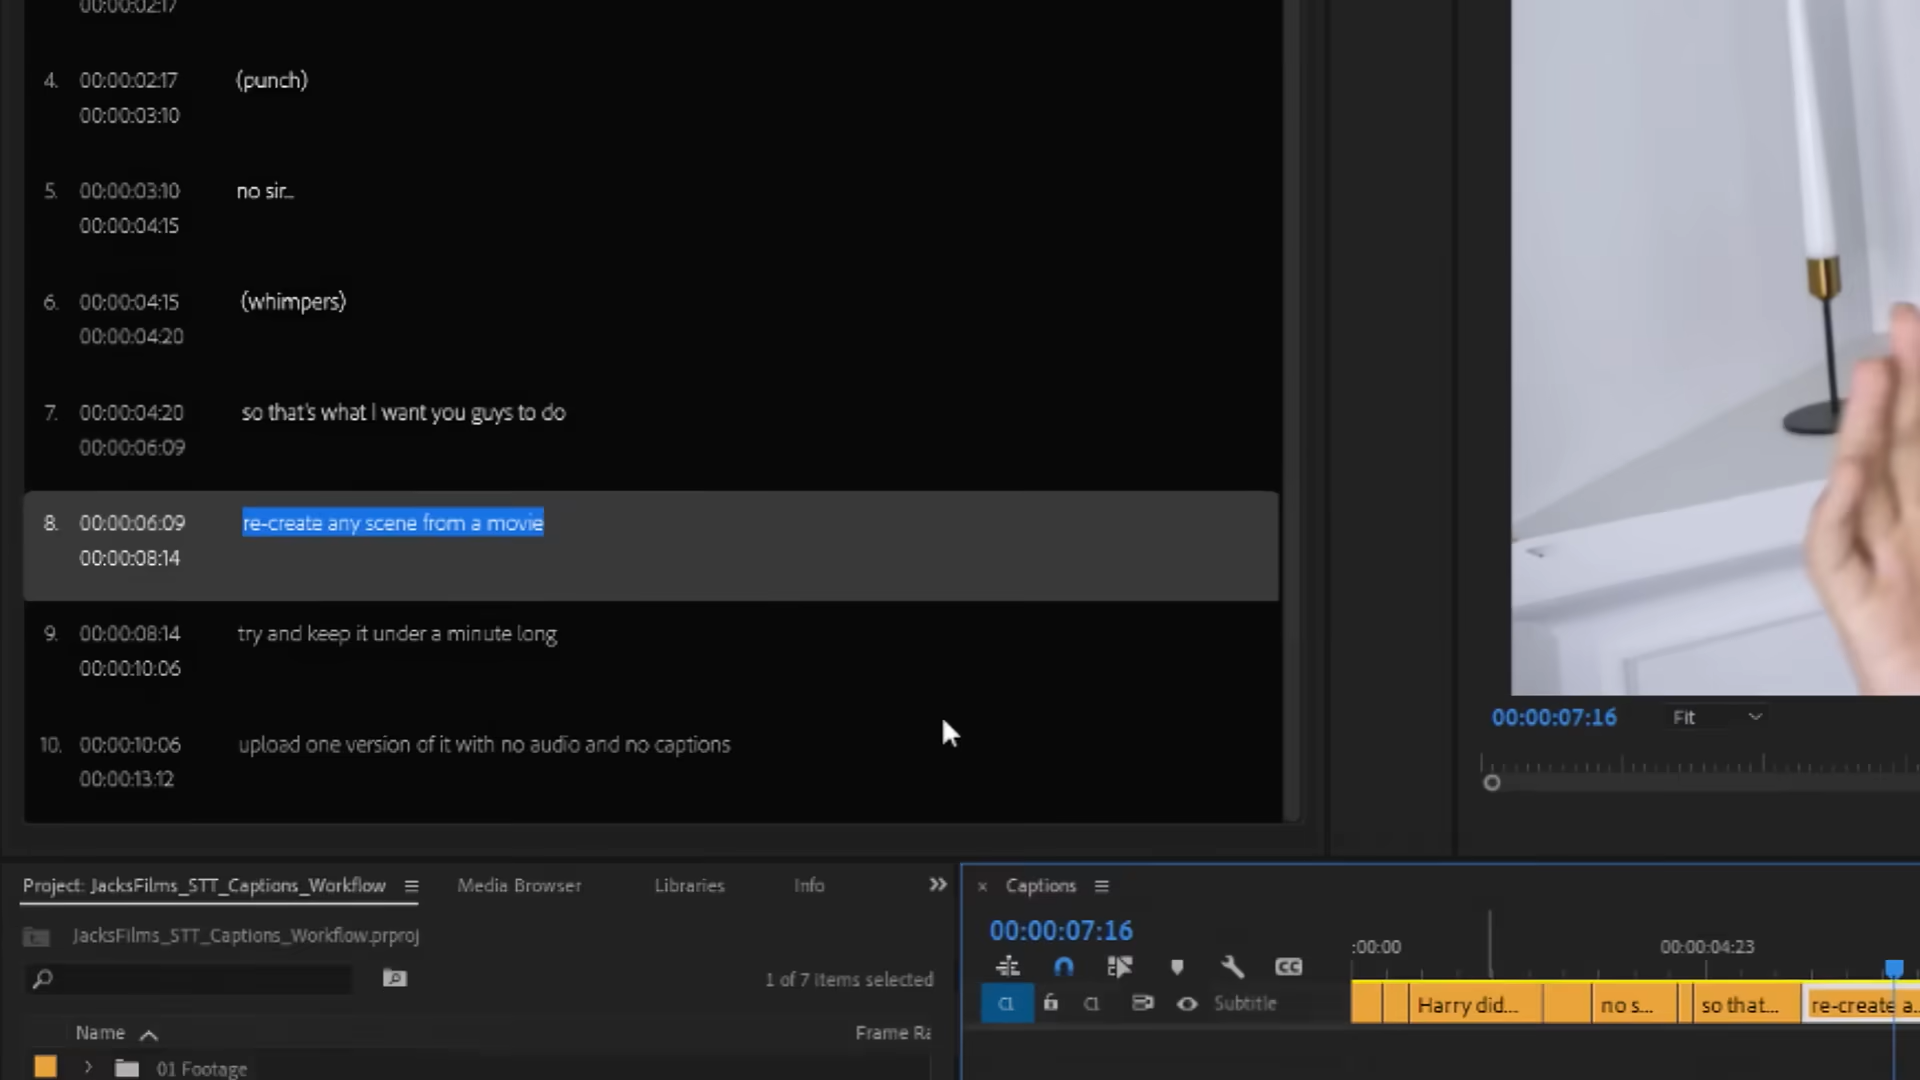 00:00:02:17
4. 00:00:02:17 (punch)
00:00:03:10
5. 00:00:03:10 no sir...
00:00:04:15
6. 00:00:04:15 (whimpers)
00:00:04:20
7. 00:00:04:20 so that's what I want you guys to do
00:00:06:09
8. 00:00:06:09 re-create any scene from a movie
00:00:08:14
9. 00:00:08:14 try and keep it under a minute long
00:00:10:06
10. 00:00:10:06 upload one version of it with no audio and no captions
00:00:13:12
00:00:07:16 Fit
Project: JacksFilms_STT_Captions_Workflow Media Browser Libraries Info
JacksFilms_STT_Captions_Workflow.prproj
1 of 7 items selected
Name Frame Ra
01 Footage
× Captions
00:00:07:16
:00:00 00:00:04:23
CC
C1 C1 Subtitle
Harry did... no s... so that... re-create a...